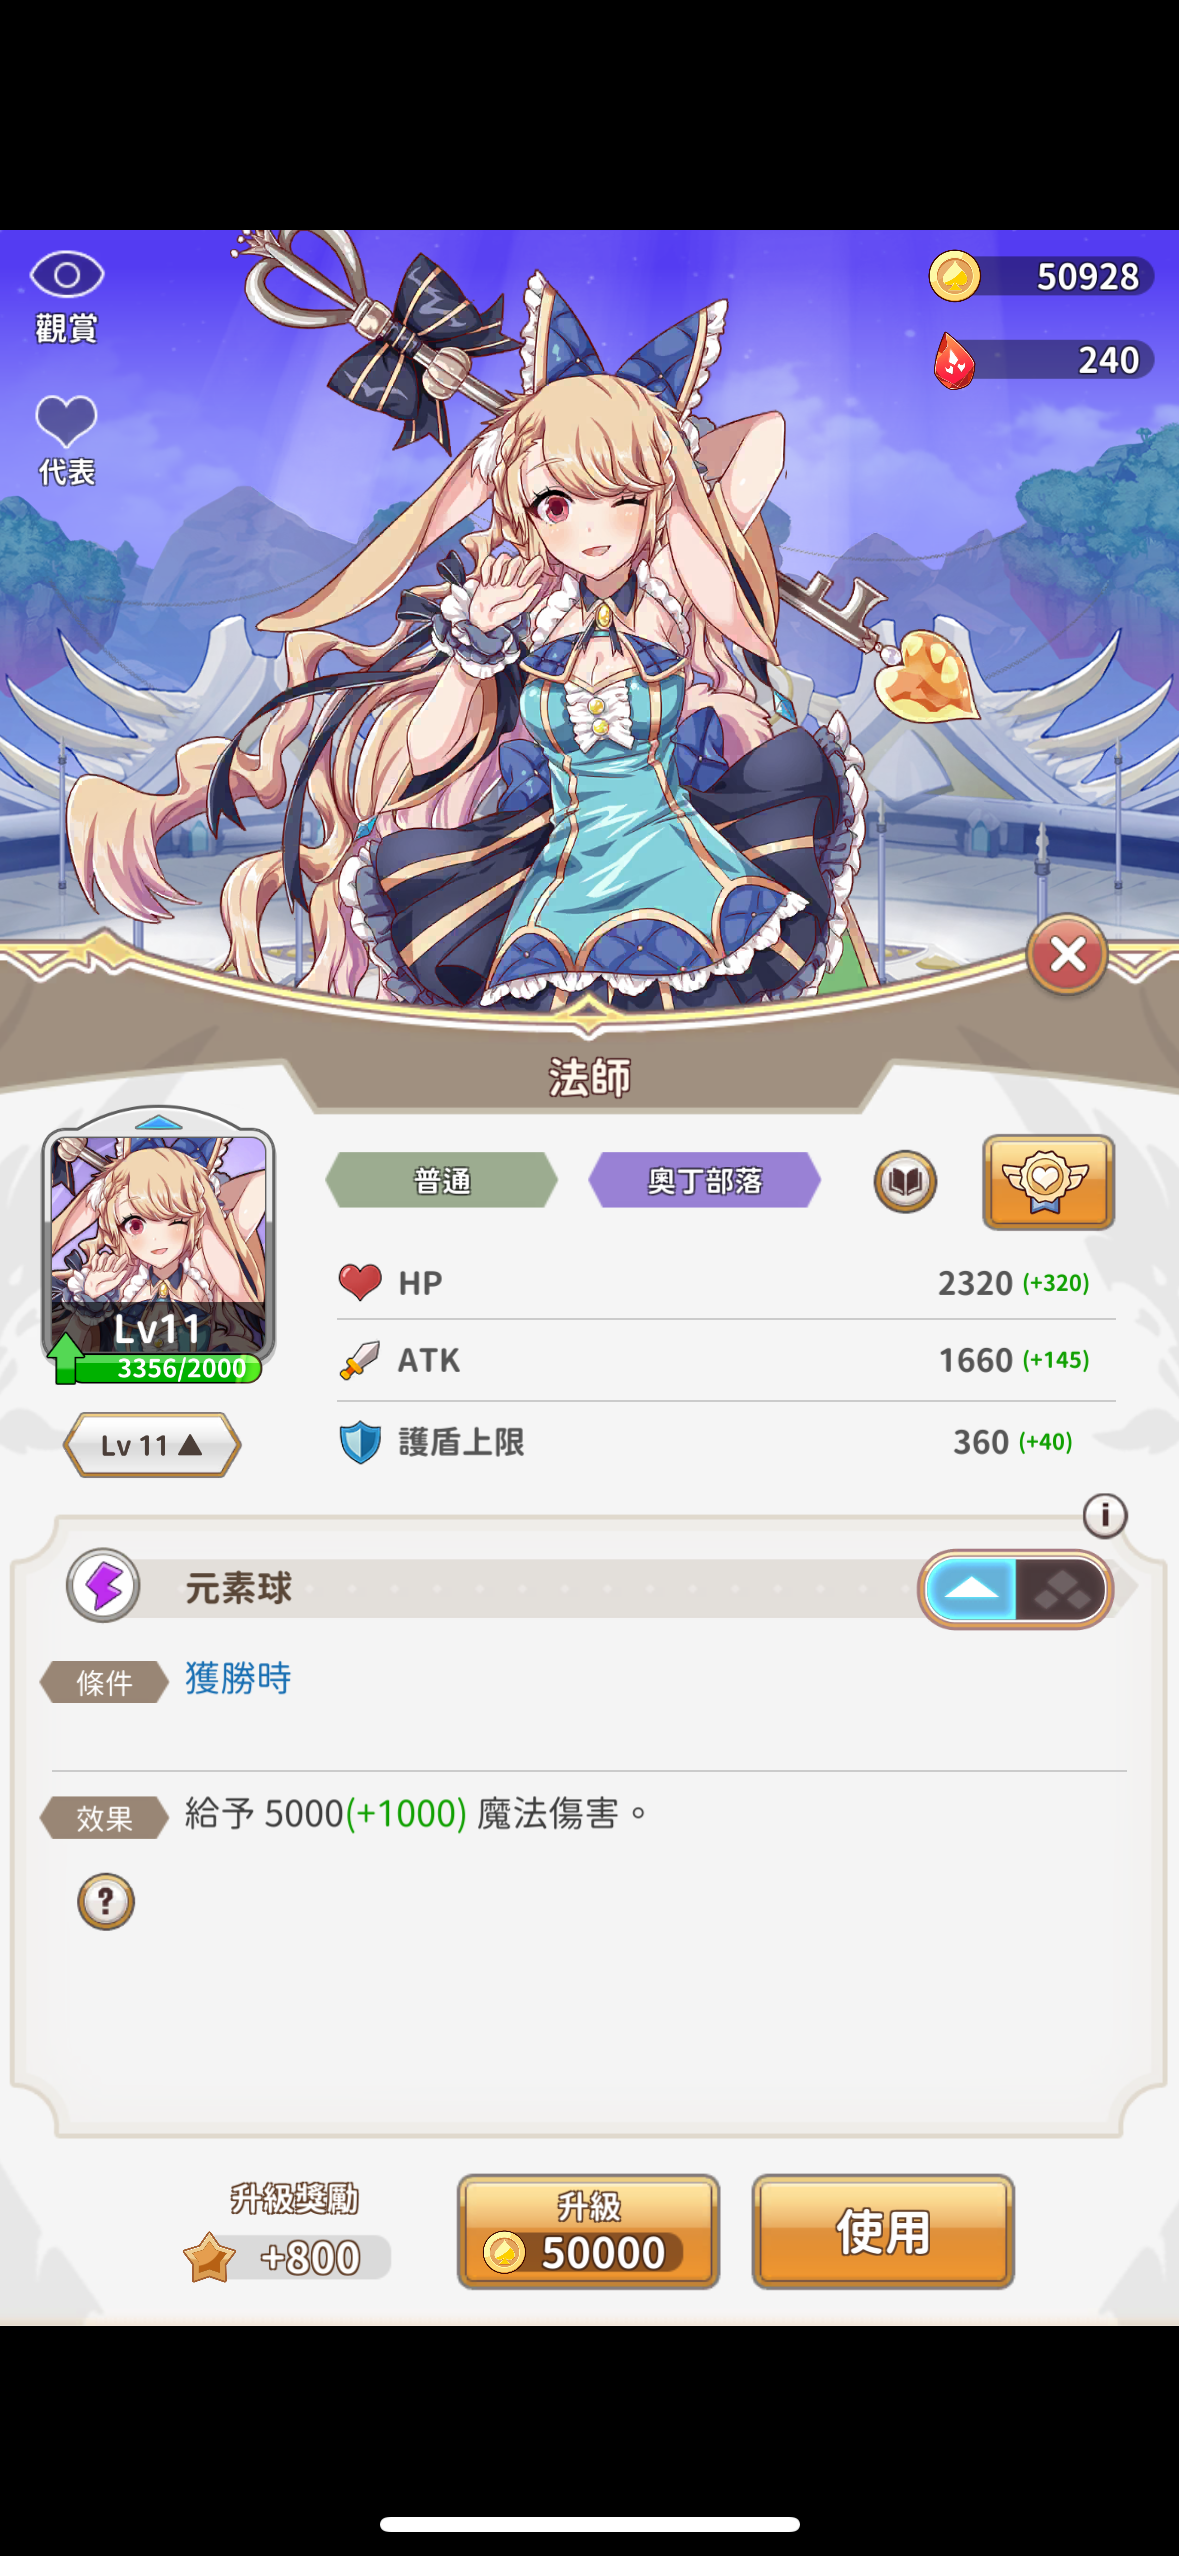 觀賞
50928
240
代表
法師
普通
奧丁部落
Lv11
3356/2000
Lv 11 ▲
HP
2320 (+320)
ATK
1660 (+145)
護盾上限
360 (+40)
i
元素球
條件
獲勝時
效果
給予 5000(+1000) 魔法傷害。
?
升級獎勵
+800
升級
50000
使用